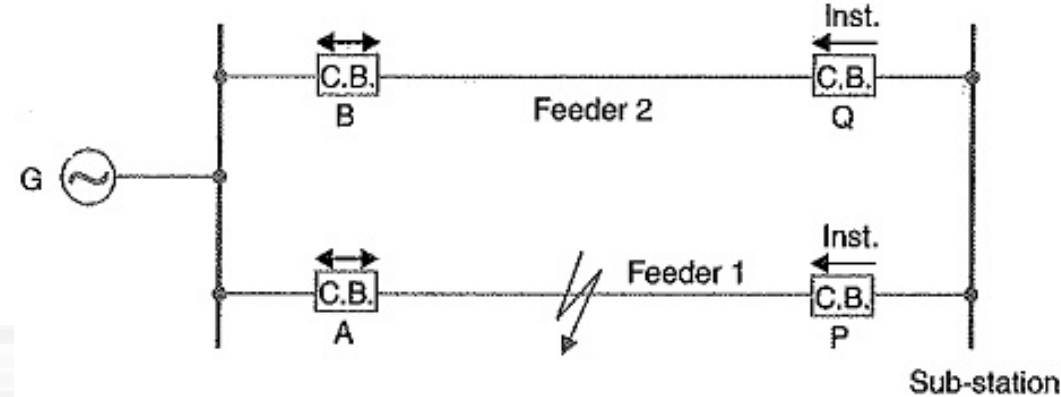 Inst.
C.B.
C.B.
B
Feeder 2
Q
G
Inst.
Feeder 1
C.B.
C.B.
A
P
Sub-station